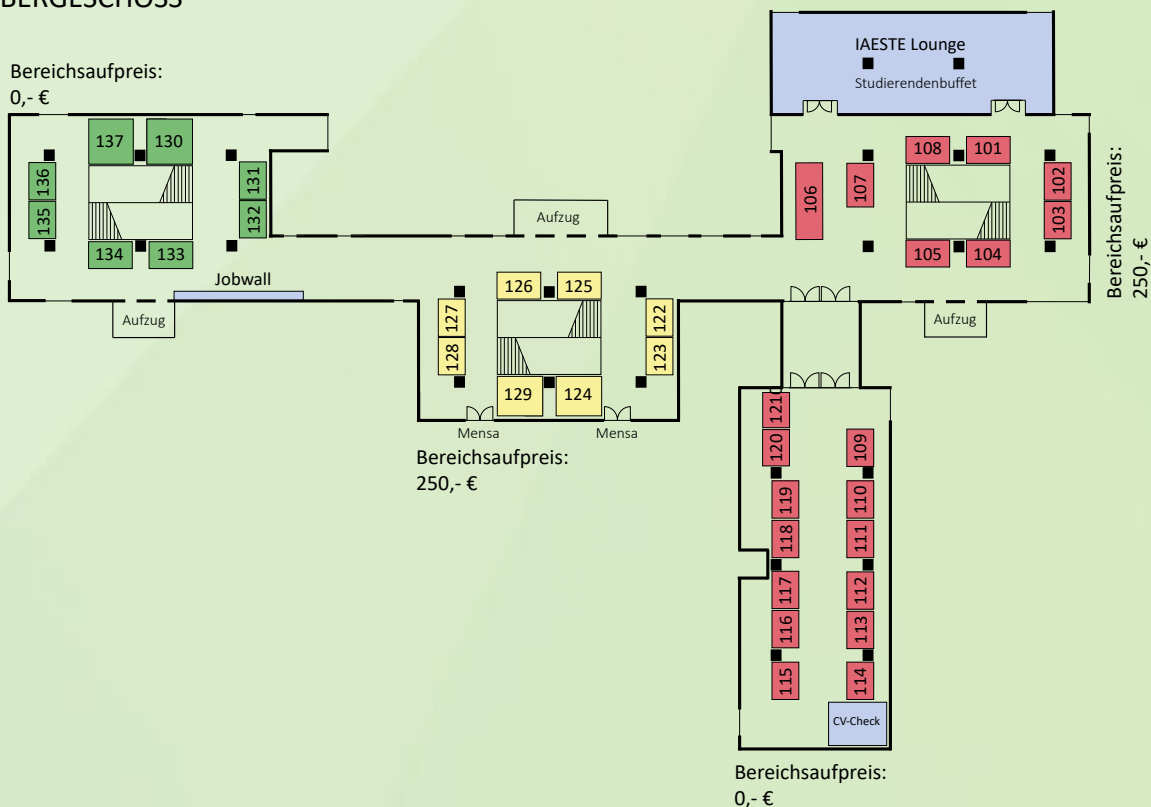 BERGESCHOSS
IAESTE Lounge
Studierendenbuffet
Bereichsaufpreis:
0,- €
137
130
136
135
131
132
134
133
Jobwall
Aufzug
Aufzug
108
101
106
107
102
103
105
104
Bereichsaufpreis:
250,- €
Aufzug
126
125
127
128
122
123
129
124
Mensa
Mensa
Bereichsaufpreis:
250,- €
121
120
109
119
110
118
111
117
112
116
113
115
114
CV-Check
Bereichsaufpreis:
0,- €